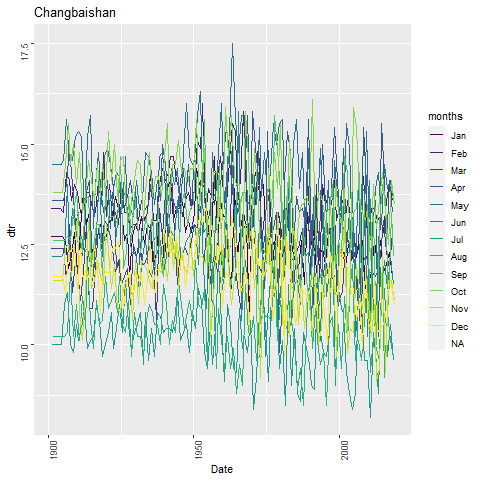 Changbaishan
17.5
15.0
12.5
10.0
dtr
1900
1950
2000
Date
months
Jan
Feb
Mar
Apr
May
Jun
Jul
Aug
Sep
Oct
Nov
Dec
NA